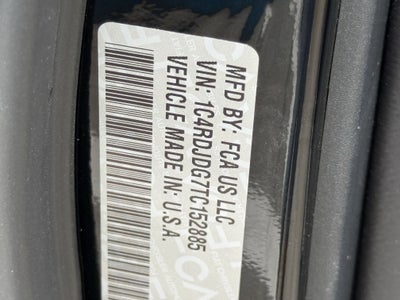 MFD BY: FCA US LLC
VIN: 1C4RDJDG7TC152885
VEHICLE MADE IN: U.S.A.